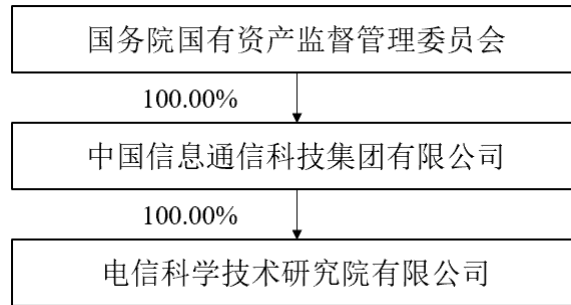 国务院国有资产监督管理委员会
100.00%
中国信息通信科技集团有限公司
100.00%
电信科学技术研究院有限公司